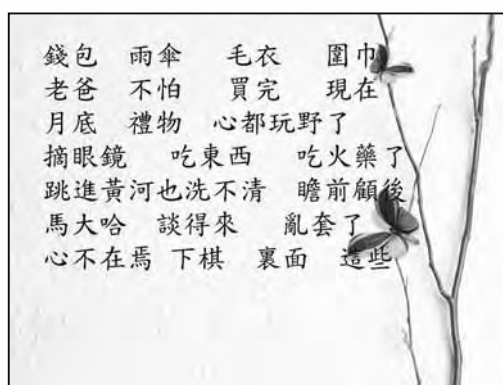 錢包 雨傘 毛衣 圍巾
老爸 不怕 買完 現在
月底 禮物 心都玩野了
摘眼鏡 吃東西 吃火藥了
跳進黃河也洗不清 瞻前顧後
馬大哈 談得來 亂套了
心不在焉 下棋 裏面 這些